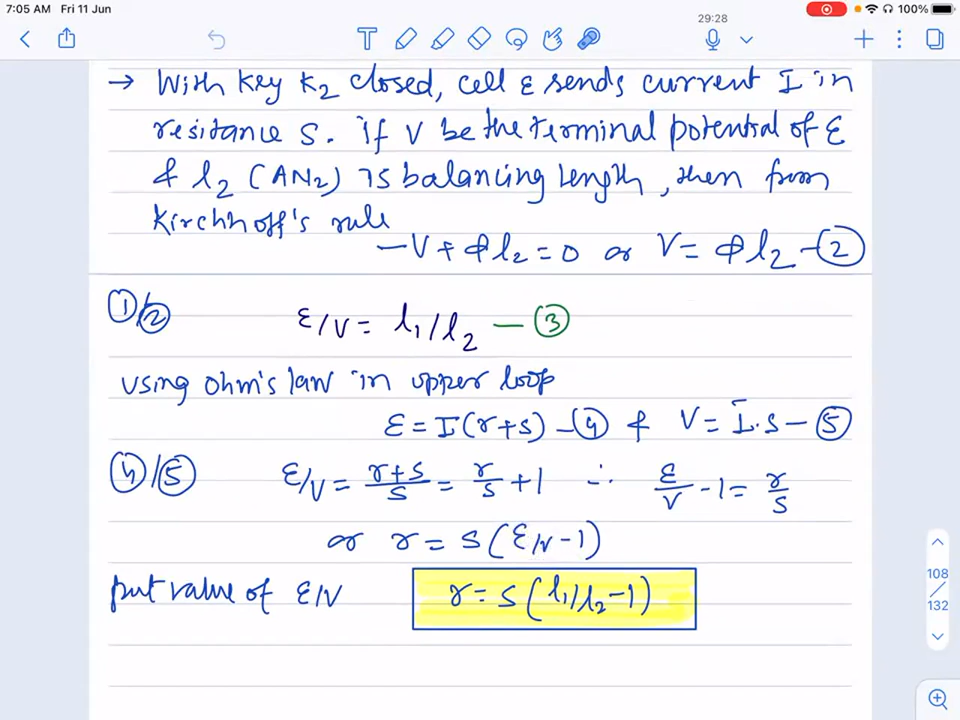 7:05 AM Fri 11 Jun
100%
29:28
→ With key K₂ closed, cell ε sends current I in
resitance S. if V be the terminal potential of ε
& l₂ (AN₂) is balancing length, then from
Kirchhoff's rule
-V + ϕl₂ = 0 or V = ϕl₂ - ②
①/② ε/V = l₁/l₂ — ③
using ohm's law in upper loop
ε = I(r+s) - ④ & V = I.S - ⑤
④/⑤ ε/V = (r+s)/s = r/s + 1 ∴ ε/V - 1 = r/s
or r = s(ε/V - 1)
put value of ε/V r = s(l₁/l₂ - 1)
108
/
132